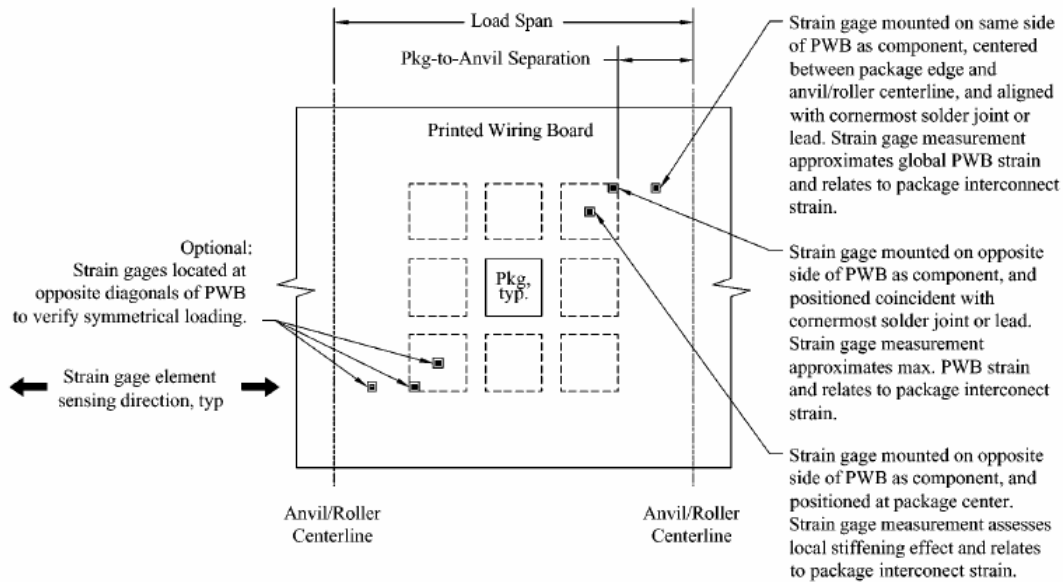 Load Span
Pkg-to-Anvil Separation
Printed Wiring Board
Pkg,
typ.
Optional:
Strain gages located at
opposite diagonals of PWB
to verify symmetrical loading.
Strain gage element
sensing direction, typ
Anvil/Roller
Centerline
Anvil/Roller
Centerline
Strain gage mounted on same side
of PWB as component, centered
between package edge and
anvil/roller centerline, and aligned
with cornermost solder joint or
lead. Strain gage measurement
approximates global PWB strain
and relates to package interconnect
strain.
Strain gage mounted on opposite
side of PWB as component, and
positioned coincident with
cornermost solder joint or lead.
Strain gage measurement
approximates max. PWB strain
and relates to package interconect
strain.
Strain gage mounted on opposite
side of PWB as component, and
positioned at package center.
Strain gage measurement assesses
local stiffening effect and relates
to package interconect strain.